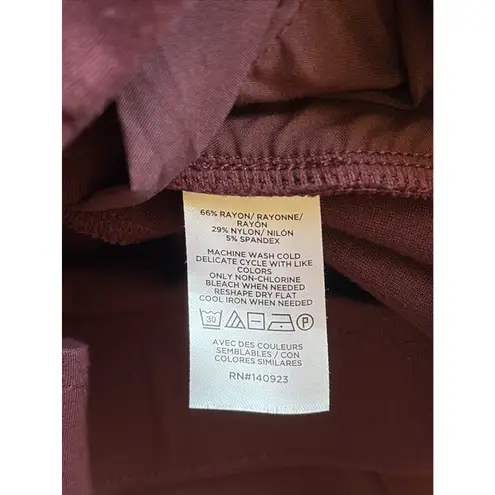 66% RAYON/ RAYONNE/
RAYÓN
29% NYLON/ NILÓN
5% SPANDEX
MACHINE WASH COLD
DELICATE CYCLE WITH LIKE
COLORS
ONLY NON-CHLORINE
BLEACH WHEN NEEDED
RESHAPE DRY FLAT
COOL IRON WHEN NEEDED
30 P
AVEC DES COULEURS
SEMBLABLES / CON
COLORES SIMILARES
RN#140923